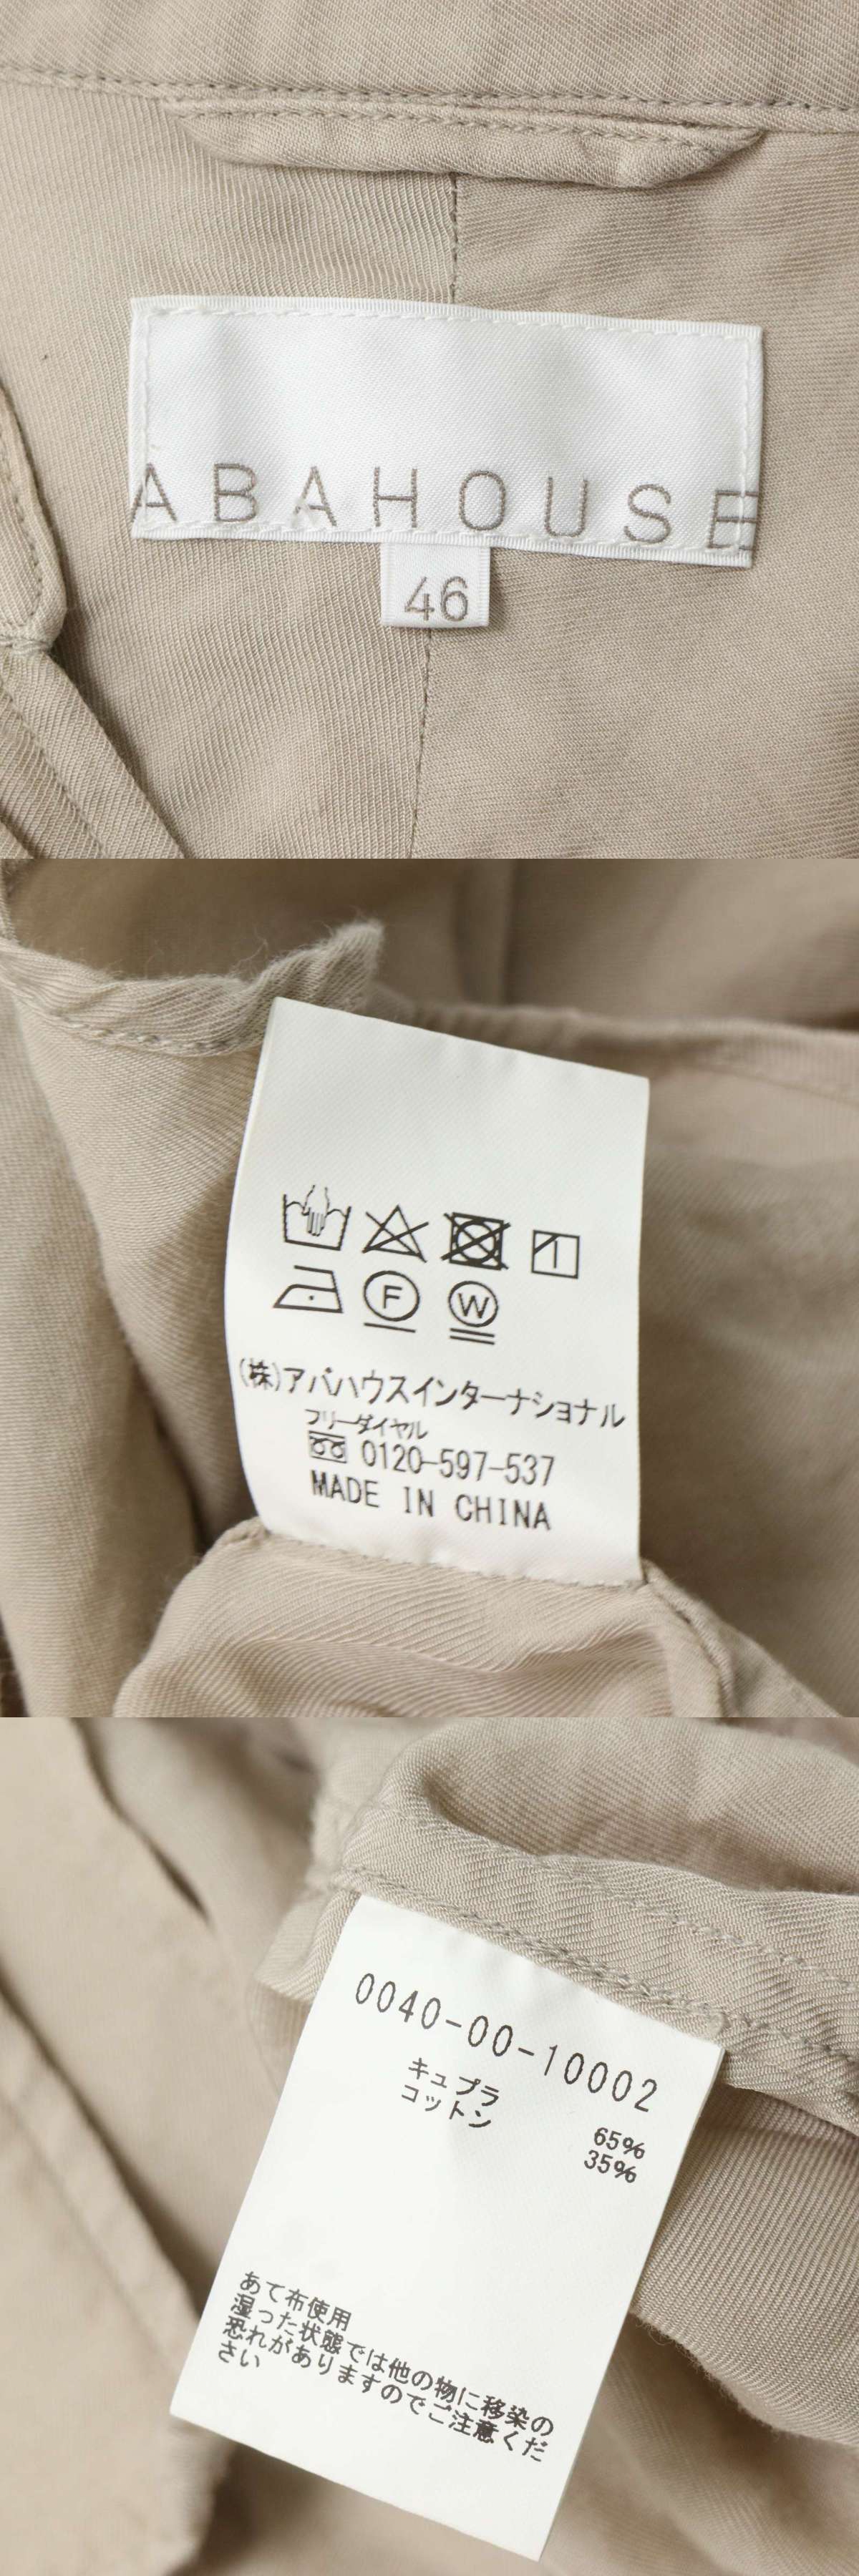 ABAHOUSE
46
F W
(株)アバハウスインターナショナル
フリーダイヤル
0120-597-537
MADE IN CHINA
0040-00-10002
キュプラ 65%
コットン 35%
あて布使用
湿った状態では他の物に移染の
恐れがありますのでご注意くだ
さい